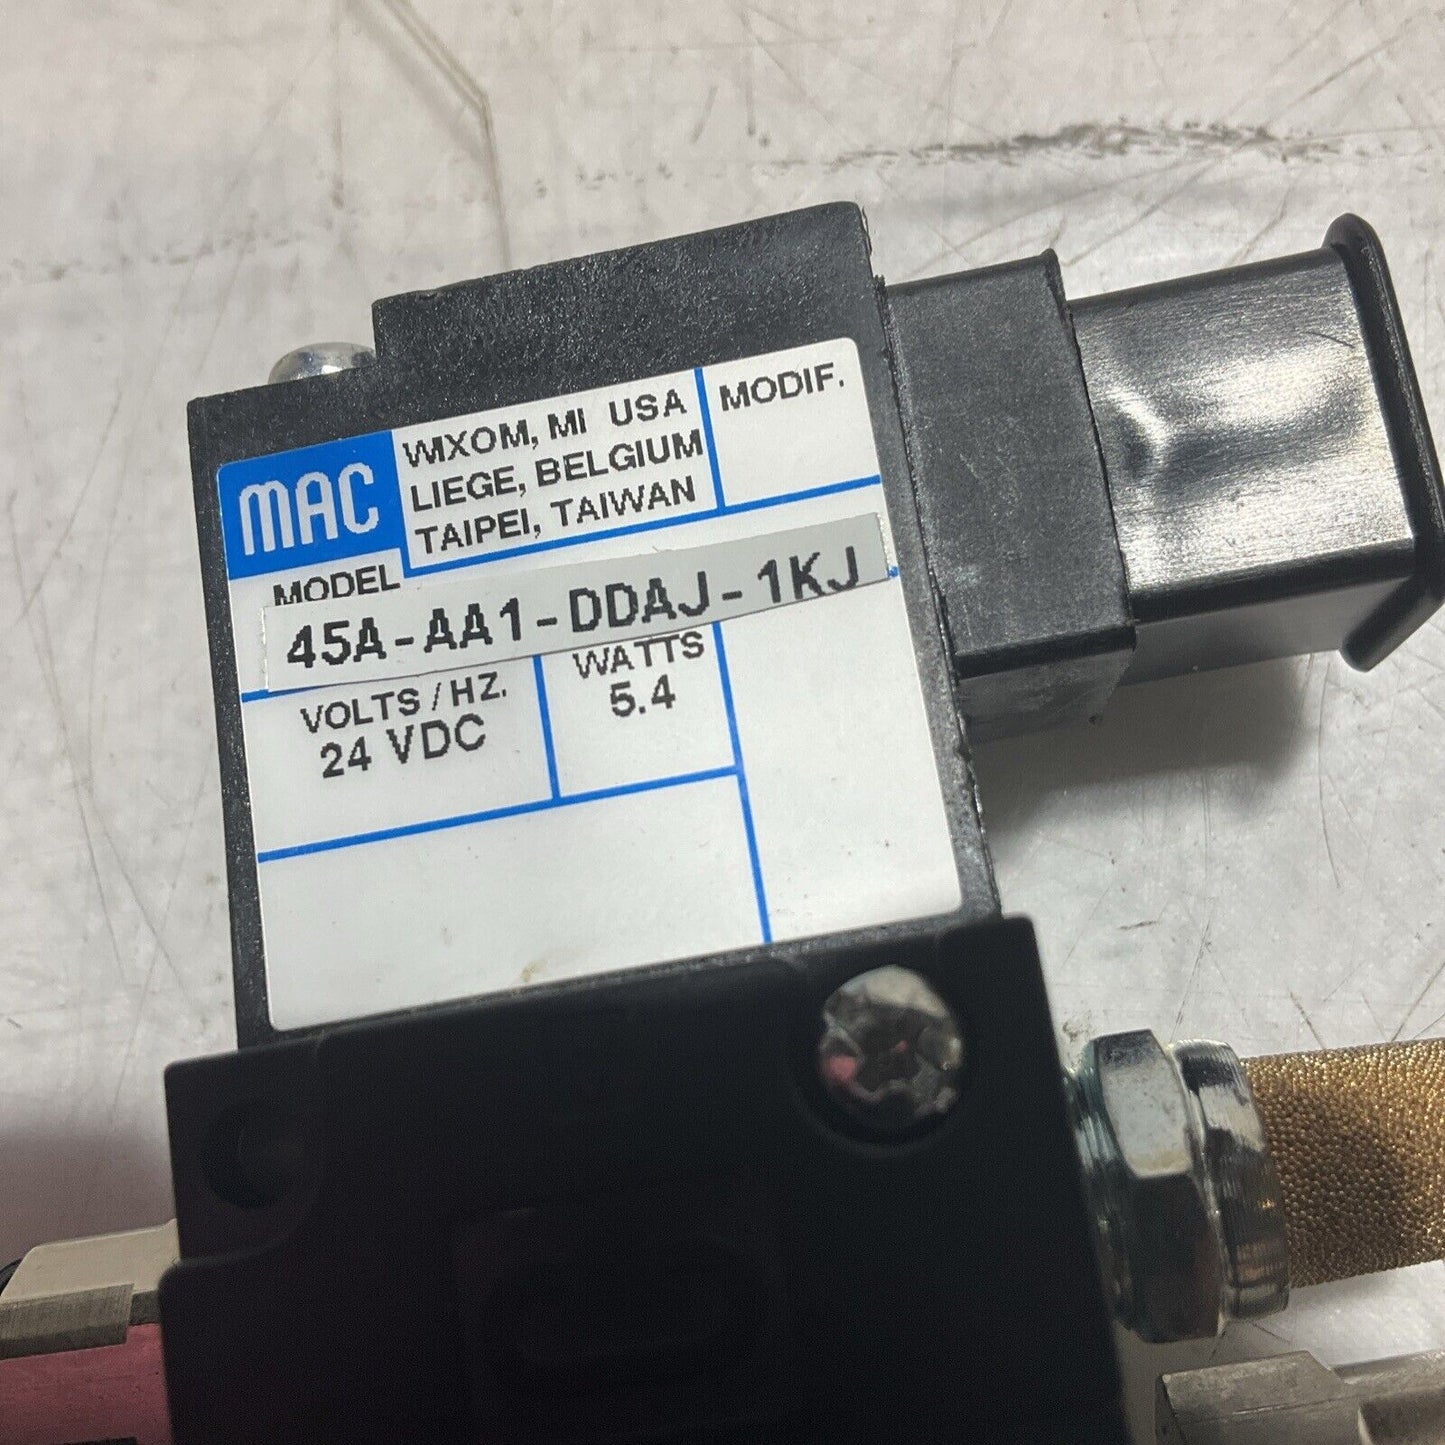 MAC
WIXOM, MI USA
LIEGE, BELGIUM
TAIPEI, TAIWAN
MODIF.
MODEL
45A-AA1-DDAJ-1KJ
VOLTS/HZ.
24 VDC
WATTS
5.4